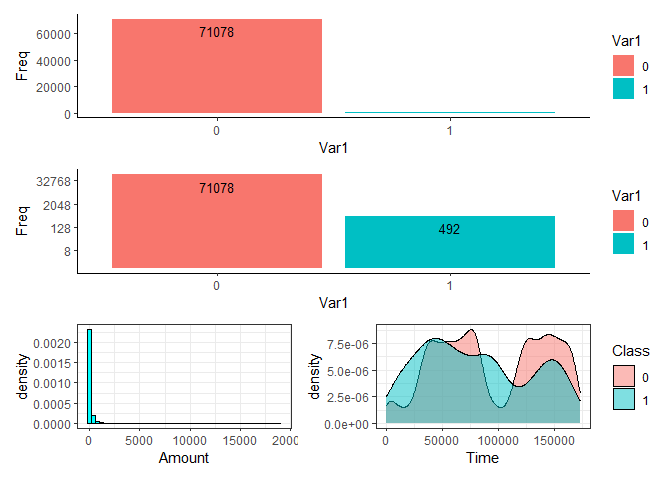 60000
40000
20000
0
Freq
71078
0
1
Var1
Var1
0
1
32768
2048
128
8
Freq
71078
492
0
1
Var1
Var1
0
1
0.0020
0.0015
0.0010
0.0005
0.0000
density
0 5000 10000 15000 2000
Amount
7.5e-06
5.0e-06
2.5e-06
0.0e+00
density
0 50000 100000 150000
Time
Class
0
1